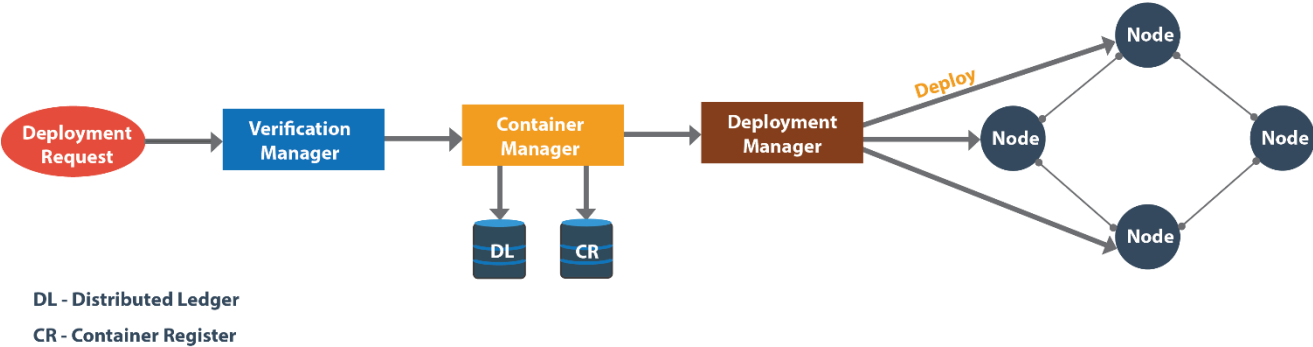 Deployment
Request
Verification
Manager
Container
Manager
DL
CR
Deployment
Manager
Deploy
Node
Node
Node
Node
DL - Distributed Ledger
CR - Container Register